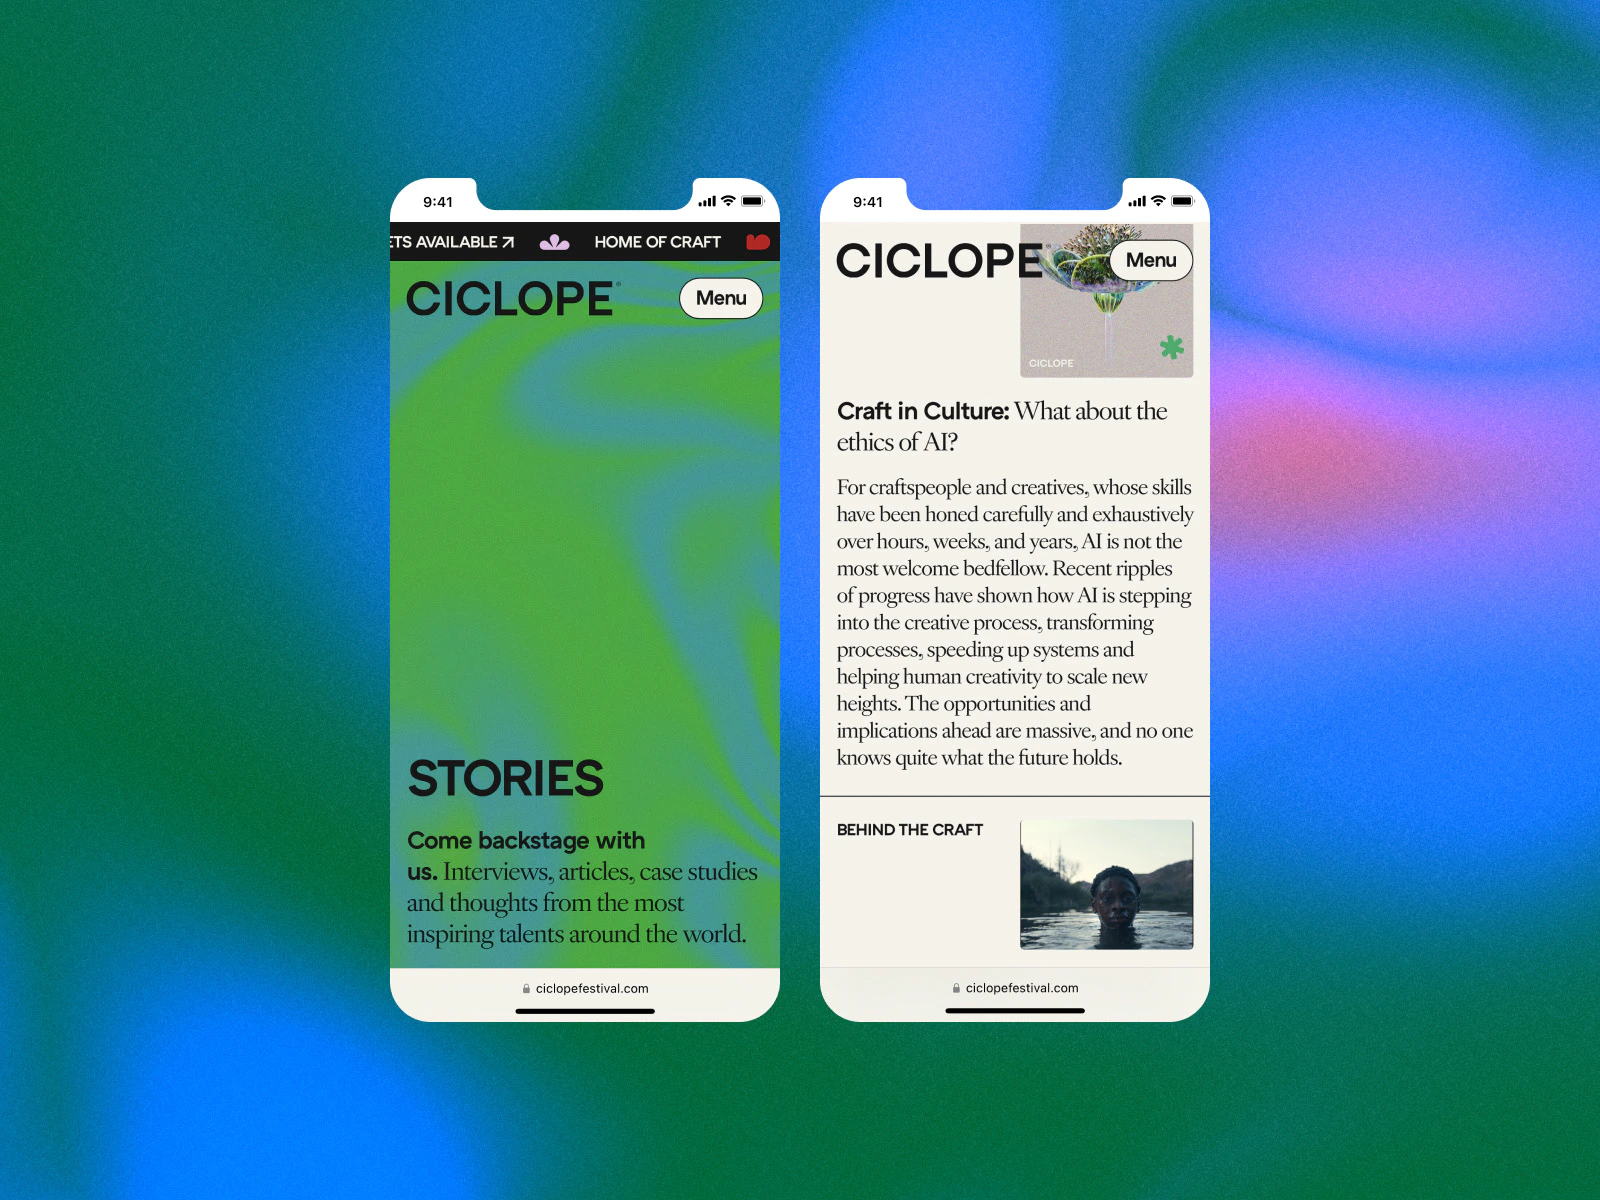 9:41
ETS AVAILABLE
HOME OF CRAFT
CICLOPE®
Menu
STORIES
Come backstage with
us. Interviews, articles, case studies
and thoughts from the most
inspiring talents around the world.
ciclopefestival.com
9:41
CICLOPE®
Menu
CICLOPE
Craft in Culture: What about the
ethics of AI?
For craftspeople and creatives, whose skills
have been honed carefully and exhaustively
over hours, weeks, and years, AI is not the
most welcome bedfellow. Recent ripples
of progress have shown how AI is stepping
into the creative process, transforming
processes, speeding up systems and
helping human creativity to scale new
heights. The opportunities and
implications ahead are massive, and no one
knows quite what the future holds.
BEHIND THE CRAFT
ciclopefestival.com